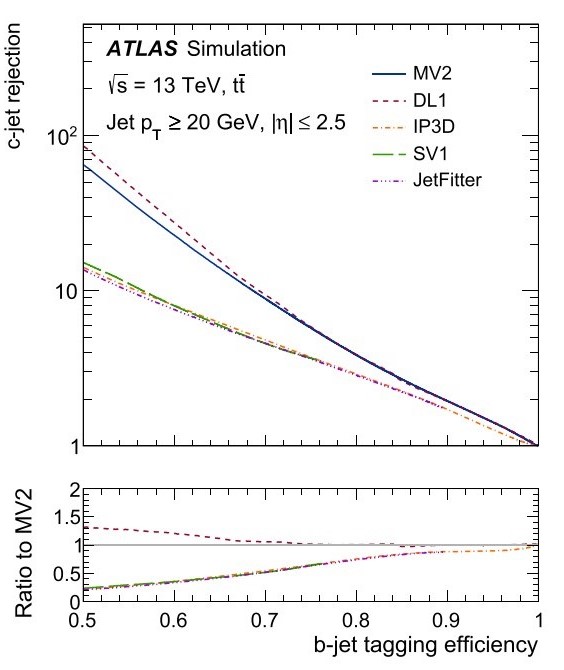 ATLAS Simulation
√s = 13 TeV, tt̄
Jet pT ≥ 20 GeV, |η| ≤ 2.5
MV2
DL1
IP3D
SV1
JetFitter
c-jet rejection
10²
10
1
Ratio to MV2
2
1.5
1
0.5
0
0.5 0.6 0.7 0.8 0.9 1
b-jet tagging efficiency